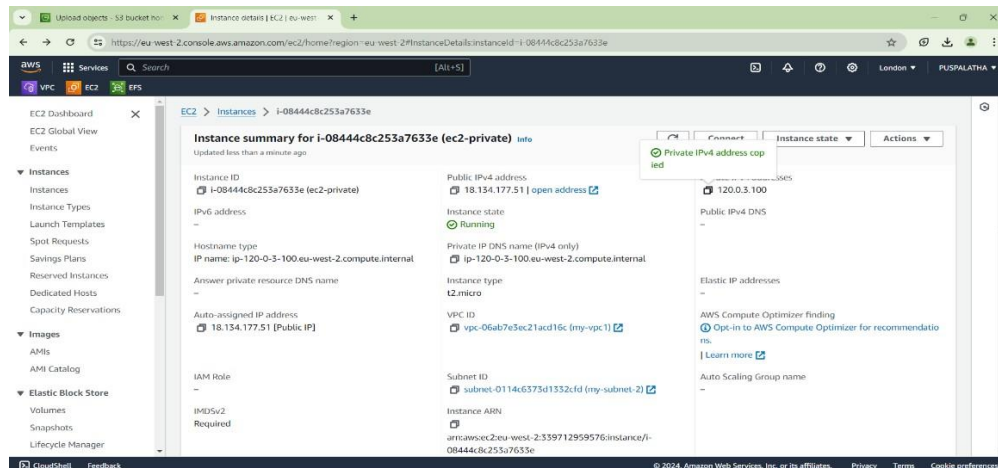 Upload objects - S3 bucket ho
Instance details | EC2 | eu-west
https://eu-west-2.console.aws.amazon.com/ec2/home?region=eu-west-2#InstanceDetails:instanceId=i-08444c8c253a7633e
aws Services Search [Alt+S] London PUSPALATHA
VPC EC2 EFS
EC2 Dashboard
EC2 Global View
Events
Instances
Instances
Instance Types
Launch Templates
Spot Requests
Savings Plans
Reserved Instances
Dedicated Hosts
Capacity Reservations
Images
AMIs
AMI Catalog
Elastic Block Store
Volumes
Snapshots
Lifecycle Manager
EC2 > Instances > i-08444c8c253a7633e
Instance summary for i-08444c8c253a7633e (ec2-private) Info
Updated less than a minute ago
Connect Instance state Actions
Private IPv4 address cop
ied
Instance ID
i-08444c8c253a7633e (ec2-private)
Public IPv4 address
18.134.177.51 | open address
120.0.3.100
IPv6 address
–
Instance state
Running
Public IPv4 DNS
–
Hostname type
IP name: ip-120-0-3-100.eu-west-2.compute.internal
Private IP DNS name (IPv4 only)
ip-120-0-3-100.eu-west-2.compute.internal
Answer private resource DNS name
–
Instance type
t2.micro
Elastic IP addresses
–
Auto-assigned IP address
18.134.177.51 [Public IP]
VPC ID
vpc-06ab7e3ec21acd16c (my-vpc1)
AWS Compute Optimizer finding
Opt-in to AWS Compute Optimizer for recommendatio
ns.
| Learn more
IAM Role
–
Subnet ID
subnet-0114c6373d1332cfd (my-subnet-2)
Auto Scaling Group name
–
IMDSv2
Required
Instance ARN
arn:aws:ec2:eu-west-2:339712959576:instance/i-
08444c8c253a7633e
CloudShell Feedback © 2024, Amazon Web Services, Inc. or its affiliates. Privacy Terms Cookie preferences